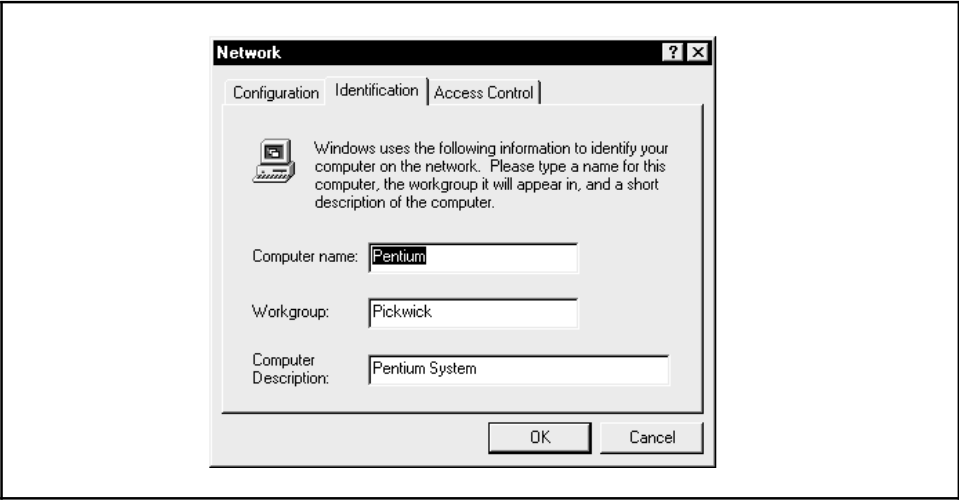 Network
Configuration Identification Access Control
Windows uses the following information to identify your
computer on the network. Please type a name for this
computer, the workgroup it will appear in, and a short
description of the computer.
Computer name: Pentium
Workgroup: Pickwick
Computer
Description: Pentium System
OK Cancel